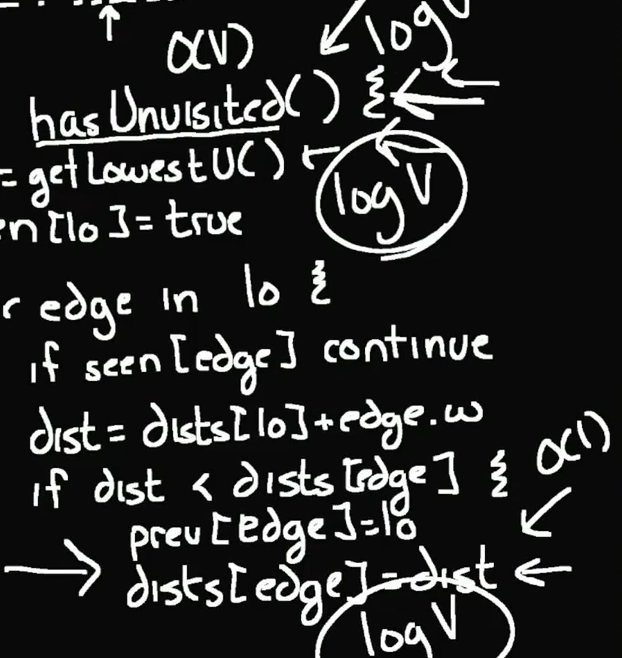 O(V)
log V
hasUnvisited() {
= getLowestU()
log V
en[lo] = true
r edge in lo {
if seen[edge] continue
dist = dists[lo] + edge.w
if dist < dists[edge] {
O(1)
prev[edge] = lo
dists[edge] = dist
log V